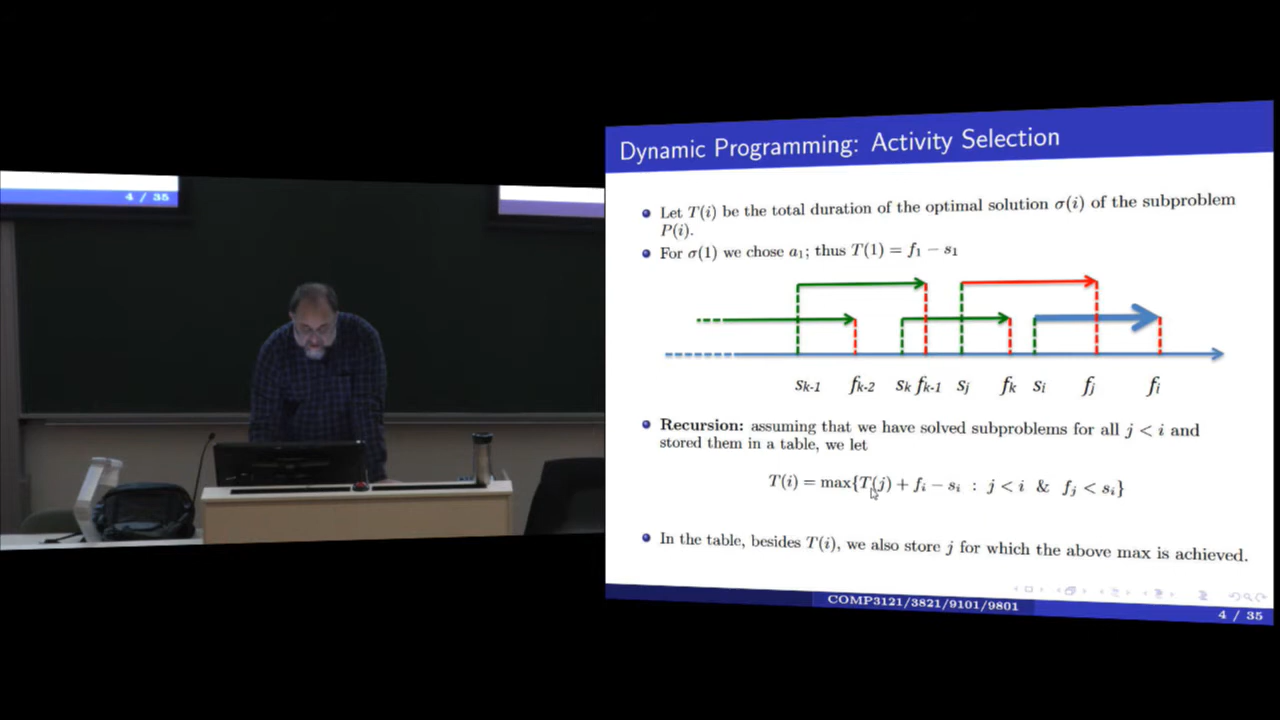 4 / 35
Dynamic Programming: Activity Selection
Let T(i) be the total duration of the optimal solution σ(i) of the subproblem
P(i).
For σ(1) we chose a₁; thus T(1) = f₁ − s₁
sk-1 fk-2 sk fk-1 sj fk si fj fi
Recursion: assuming that we have solved subproblems for all j < i and
stored them in a table, we let
T(i) = max{T(j) + fᵢ − sᵢ : j < i & fⱼ < sᵢ}
In the table, besides T(i), we also store j for which the above max is achieved.
COMP3121/3821/9101/9801
4 / 35